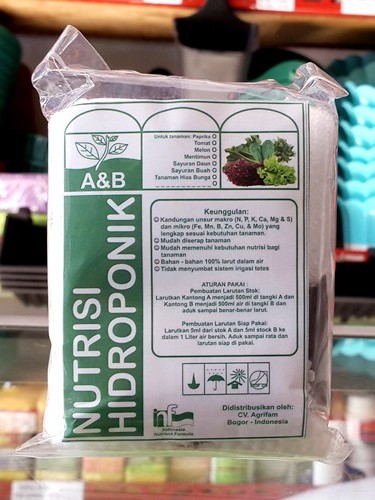 A&B
NUTRISI
HIDROPONIK
Untuk tanaman: Paprika
Tomat
Melon
Mentimun
Sayuran Daun
Sayuran Buah
Tanaman Hias Bunga
Keunggulan:
Kandungan unsur makro (N, P, K, Ca, Mg & S)
dan mikro (Fe, Mn, B, Zn, Cu, & Mo) yang
lengkap sesuai kebutuhan tanaman.
Mudah diserap tanaman
Mudah memenuhi kebutuhan nutrisi bagi
tanaman
Bahan - bahan 100% larut dalam air
Tidak menyumbat sistem irigasi tetes
ATURAN PAKAI :
Pembuatan Larutan Stok:
Larutkan Kantong A menjadi 500ml di tangki A dan
Kantong B menjadi 500ml air di tangki B dan
aduk sampai benar-benar larut.
Pembuatan Larutan Siap Pakai:
Larutkan 5ml dari stok A dan 5ml stock B ke
dalam 1 Liter air bersih. Aduk sampai rata dan
larutan siap di pakai.
inf
Indonesia
Nutrient Formula
Didistribusikan oleh:
CV. Agrifam
Bogor - Indonesia